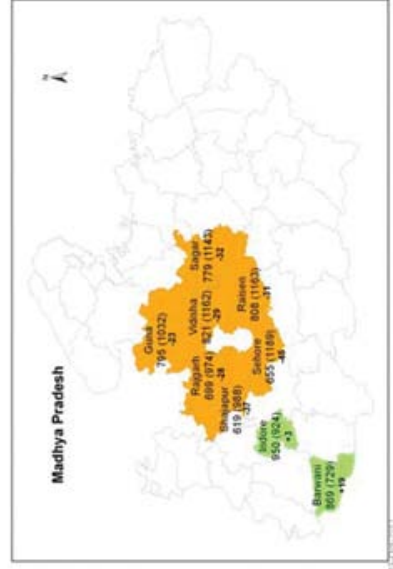 Madhya Pradesh
N
Guna
795 (1032)
-23
Rajgarh
699 (974)
-28
Vidisha
821 (1162)
-29
Sagar
779 (1143)
-32
Shajapur
619 (988)
-37
Sehore
655 (1189)
-45
Raisen
808 (1163)
-31
Indore
950 (924)
+3
Barwani
869 (729)
+19